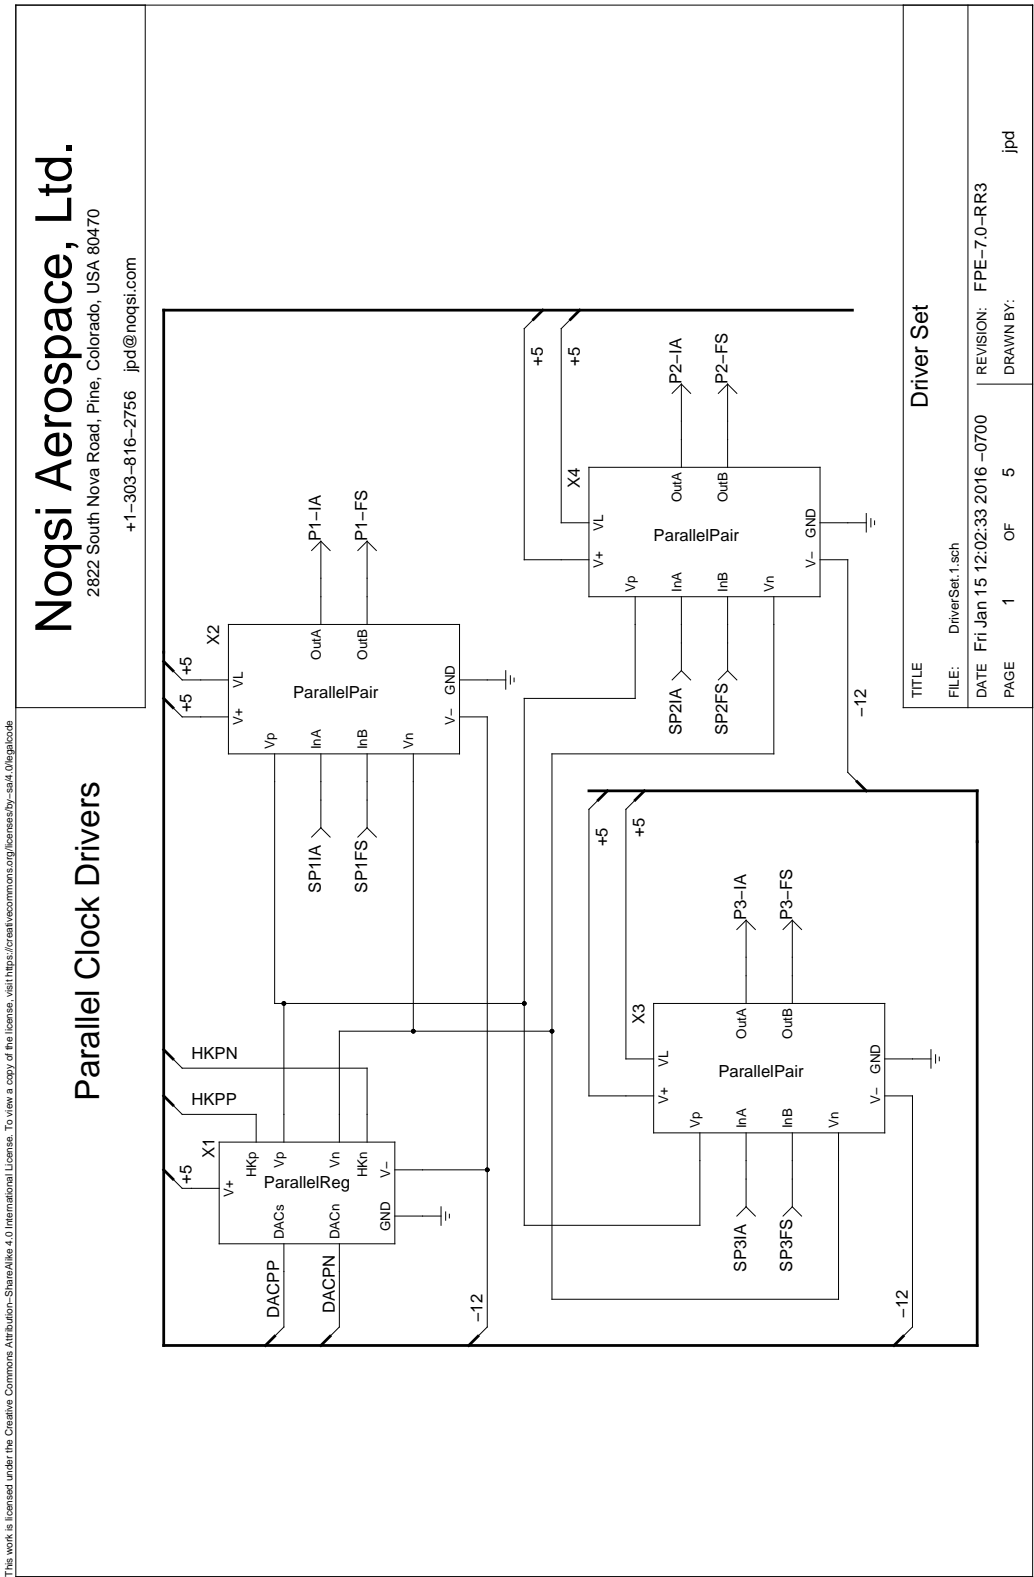 This work is licensed under the Creative Commons Attribution−ShareAlike 4.0 International License. To view a copy of the license, visit https://creativecommons.org/licenses/by−sa/4.0/legalcode
Noqsi Aerospace, Ltd.
2822 South Nova Road, Pine, Colorado, USA 80470
+1−303−816−2756 jpd@noqsi.com
Parallel Clock Drivers
+5
HKPP
HKPN
+5
+5
X1
V+
HKp
Vp
Vn
HKn
V−
GND
DACs
DACn
ParallelReg
DACPP
DACPN
−12
X2
V+
VL
Vp
InA
InB
Vn
OutA
OutB
V−
GND
ParallelPair
SP1IA
SP1FS
P1−IA
P1−FS
+5
+5
X4
V+
VL
Vp
InA
InB
Vn
OutA
OutB
V−
GND
ParallelPair
SP2IA
SP2FS
P2−IA
P2−FS
−12
+5
+5
X3
V+
VL
Vp
InA
InB
Vn
OutA
OutB
V−
GND
ParallelPair
SP3IA
SP3FS
P3−IA
P3−FS
−12
TITLE
Driver Set
FILE: DriverSet.1.sch
DATE Fri Jan 15 12:02:33 2016 −0700
REVISION: FPE−7.0−RR3
PAGE 1 OF 5
DRAWN BY: jpd